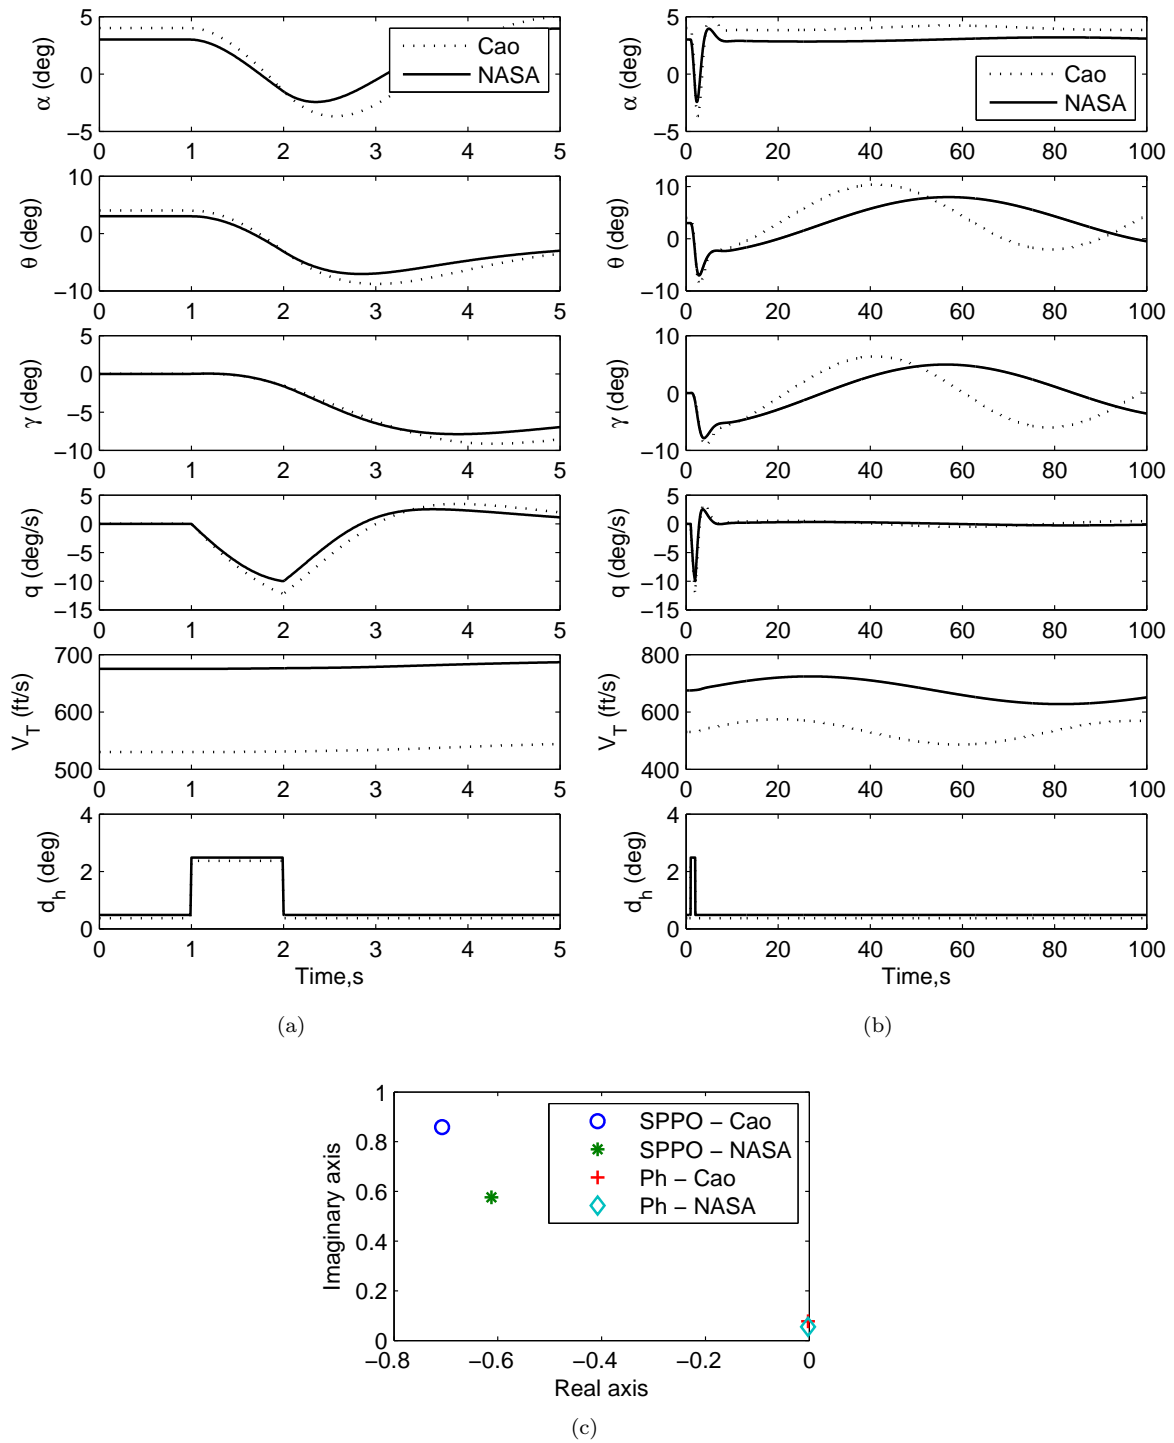 5
0
−5
α (deg)
0 1 2 3 4 5
Cao
NASA
10
0
−10
θ (deg)
0 1 2 3 4 5
5
0
−5
−10
γ (deg)
0 1 2 3 4 5
5
0
−5
−10
−15
q (deg/s)
0 1 2 3 4 5
700
600
500
V_T (ft/s)
0 1 2 3 4 5
4
2
0
d_h (deg)
0 1 2 3 4 5
Time,s
(a)
5
0
−5
α (deg)
0 20 40 60 80 100
Cao
NASA
10
0
−10
θ (deg)
0 20 40 60 80 100
10
0
−10
γ (deg)
0 20 40 60 80 100
5
0
−5
−10
−15
q (deg/s)
0 20 40 60 80 100
800
600
400
V_T (ft/s)
0 20 40 60 80 100
4
2
0
d_h (deg)
0 20 40 60 80 100
Time,s
(b)
1
0.8
0.6
0.4
0.2
0
Imaginary axis
−0.8 −0.6 −0.4 −0.2 0
Real axis
SPPO − Cao
SPPO − NASA
Ph − Cao
Ph − NASA
(c)